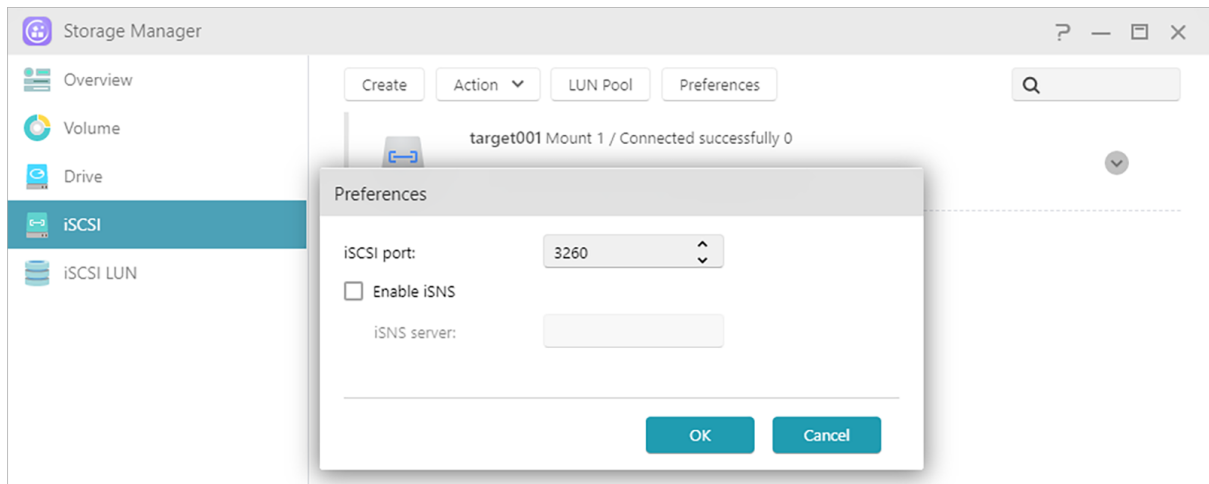 Storage Manager
Overview
Volume
Drive
iSCSI
iSCSI LUN
Create Action LUN Pool Preferences
target001 Mount 1 / Connected successfully 0
Preferences
iSCSI port: 3260
Enable iSNS
iSNS server:
OK Cancel